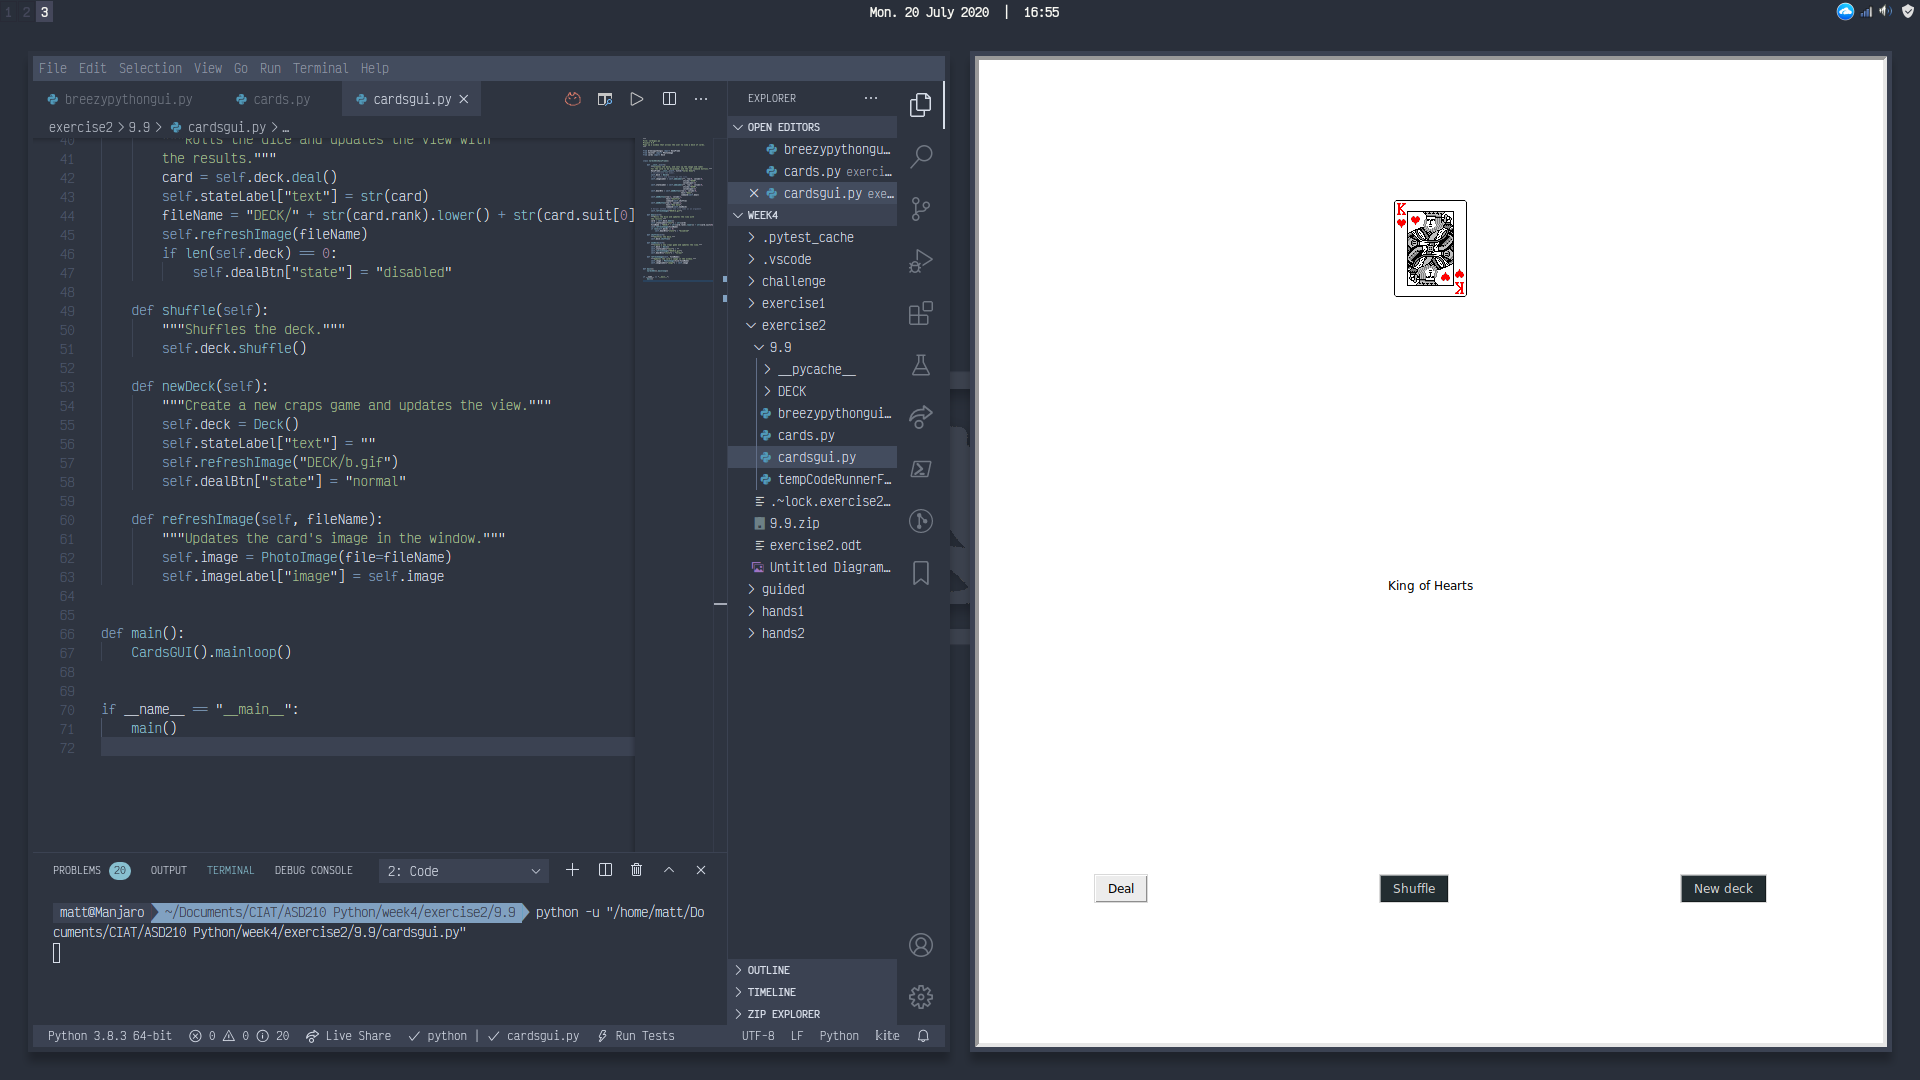 1 2 3
Mon. 20 July 2020 | 16:55
File Edit Selection View Go Run Terminal Help
breezypythongui.py cards.py cardsgui.py
exercise2 > 9.9 > cardsgui.py > …
40 Rolls the dice and updates the view with
41 the results."""
42 card = self.deck.deal()
43 self.stateLabel["text"] = str(card)
44 fileName = "DECK/" + str(card.rank).lower() + str(card.suit[0]
45 self.refreshImage(fileName)
46 if len(self.deck) == 0:
47 self.dealBtn["state"] = "disabled"
48
49 def shuffle(self):
50 """Shuffles the deck."""
51 self.deck.shuffle()
52
53 def newDeck(self):
54 """Create a new craps game and updates the view."""
55 self.deck = Deck()
56 self.stateLabel["text"] = ""
57 self.refreshImage("DECK/b.gif")
58 self.dealBtn["state"] = "normal"
59
60 def refreshImage(self, fileName):
61 """Updates the card's image in the window."""
62 self.image = PhotoImage(file=fileName)
63 self.imageLabel["image"] = self.image
64
65
66 def main():
67 CardsGUI().mainloop()
68
69
70 if __name__ == "__main__":
71 main()
72
PROBLEMS 20 OUTPUT TERMINAL DEBUG CONSOLE 2: Code
matt@Manjaro ~/Documents/CIAT/ASD210 Python/week4/exercise2/9.9 python -u "/home/matt/Do
cuments/CIAT/ASD210 Python/week4/exercise2/9.9/cardsgui.py"
EXPLORER
OPEN EDITORS
breezypythongu…
cards.py exerci…
cardsgui.py exe…
WEEK4
.pytest_cache
.vscode
challenge
exercise1
exercise2
9.9
__pycache__
DECK
breezypythongui…
cards.py
cardsgui.py
tempCodeRunnerF…
.~lock.exercise2…
9.9.zip
exercise2.odt
Untitled Diagram…
guided
hands1
hands2
OUTLINE
TIMELINE
ZIP EXPLORER
Python 3.8.3 64-bit 0 0 20 Live Share python | cardsgui.py Run Tests UTF-8 LF Python kite
K
K
King of Hearts
Deal Shuffle New deck